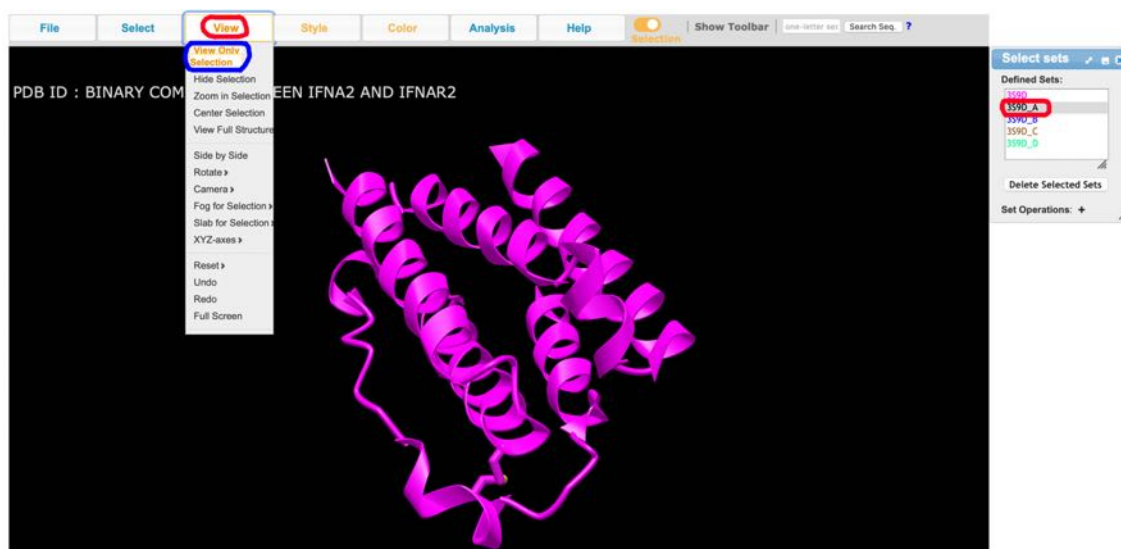 File Select View Style Color Analysis Help Selection Show Toolbar one-letter se Search Seq. ?
View Only
Selection
Hide Selection
Zoom in Selection
Center Selection
View Full Structure
Side by Side
Rotate
Camera
Fog for Selection
Slab for Selection
XYZ-axes
Reset
Undo
Redo
Full Screen
PDB ID : BINARY COM EEN IFNA2 AND IFNAR2
Select sets
Defined Sets:
3S9D
3S9D_A
3S9D_B
3S9D_C
3S9D_D
Delete Selected Sets
Set Operations: +